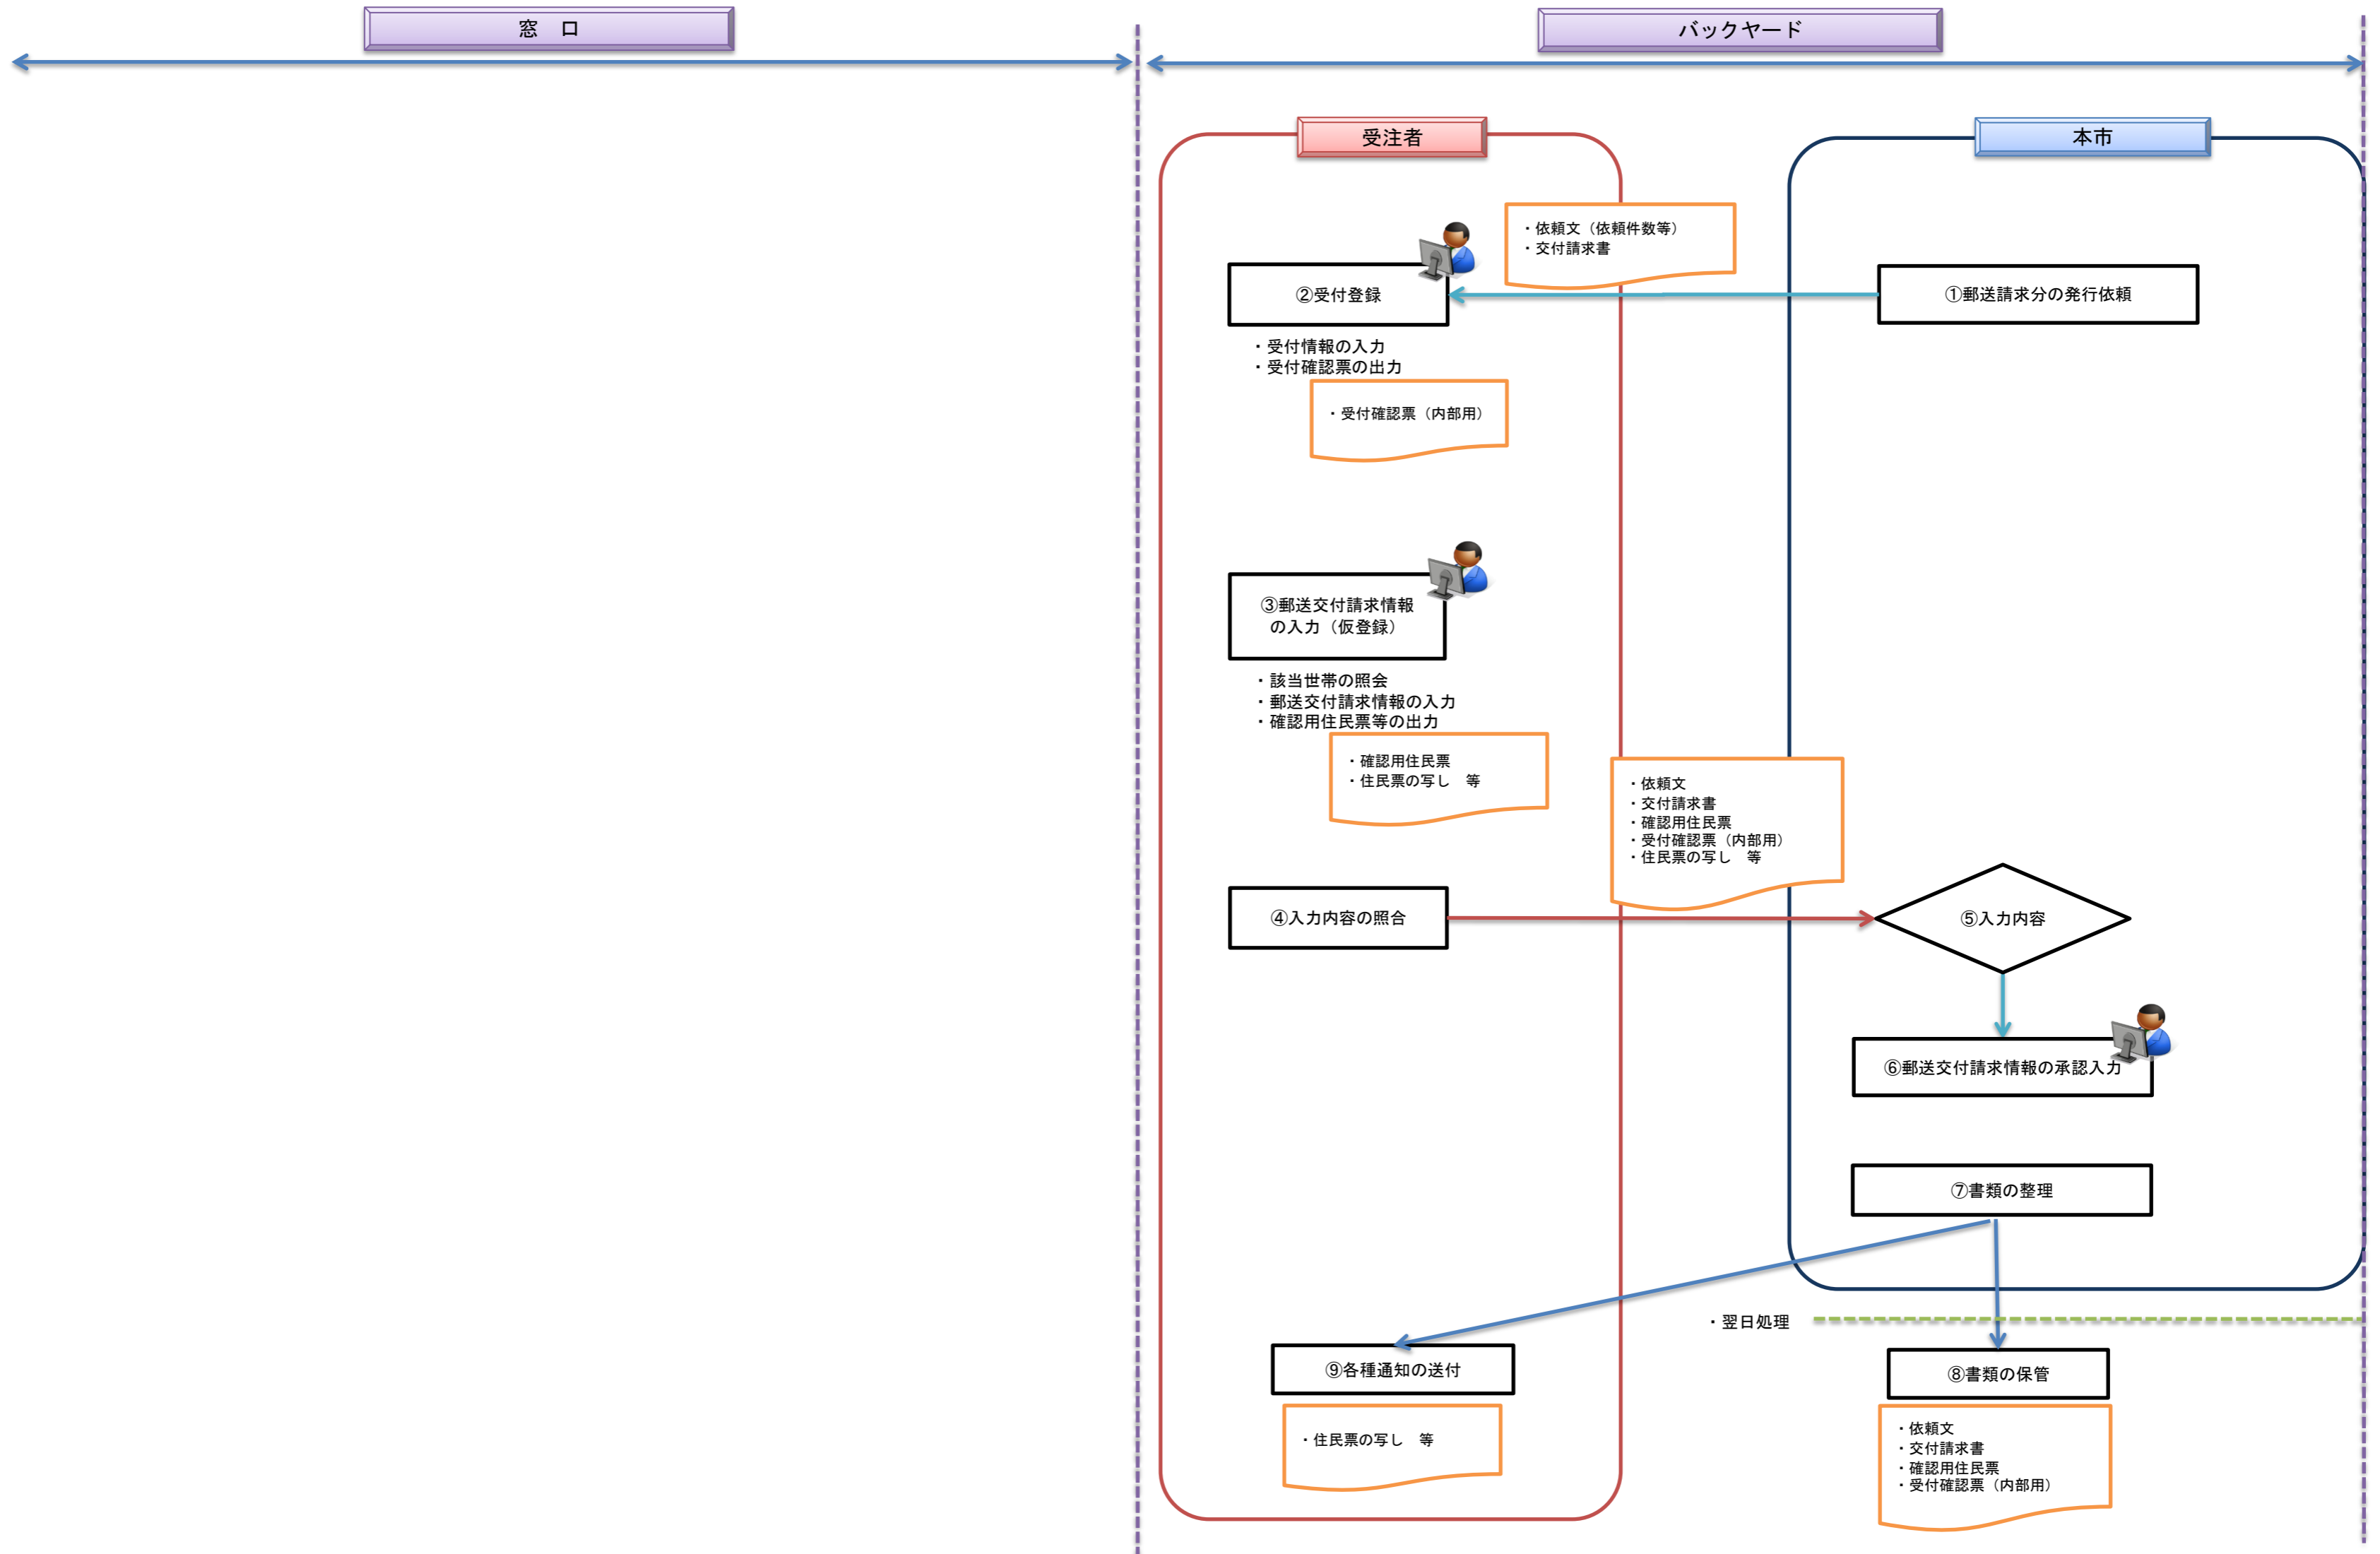 窓　口
バックヤード
受注者
本市
・依頼文（依頼件数等）
・交付請求書
②受付登録
①郵送請求分の発行依頼
・受付情報の入力
・受付確認票の出力
・受付確認票（内部用）
③郵送交付請求情報
の入力（仮登録）
・該当世帯の照会
・郵送交付請求情報の入力
・確認用住民票等の出力
・確認用住民票
・住民票の写し　等
・依頼文
・交付請求書
・確認用住民票
・受付確認票（内部用）
・住民票の写し　等
④入力内容の照合
⑤入力内容
⑥郵送交付請求情報の承認入力
⑦書類の整理
・翌日処理
⑨各種通知の送付
⑧書類の保管
・住民票の写し　等
・依頼文
・交付請求書
・確認用住民票
・受付確認票（内部用）